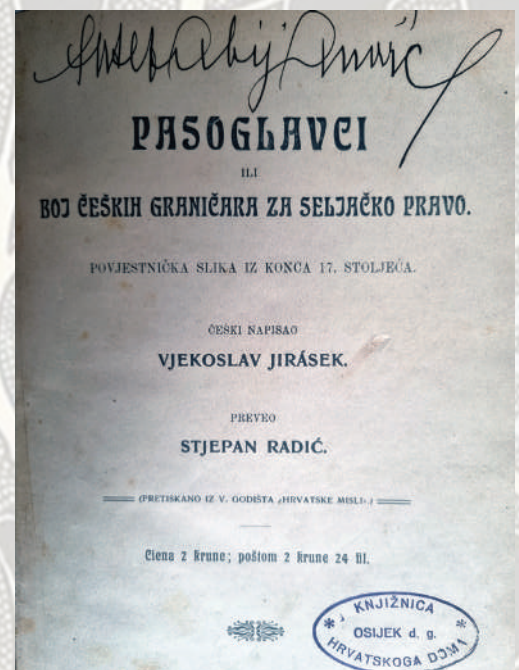 PASOGLAVCI
ILI
BOJ ČEŠKIH GRANIČARA ZA SELJAČKO PRAVO.
POVJESTNIČKA SLIKA IZ KONCA 17. STOLJEĆA.
ČEŠKI NAPISAO
VJEKOSLAV JIRÁSEK.
PREVEO
STJEPAN RADIĆ.
(PRETISKANO IZ V. GODIŠTA „HRVATSKE MISLI“.)
Ciena 2 krune; poštom 2 krune 24 fil.
KNJIŽNICA
OSIJEK d. g.
HRVATSKOGA DOMA